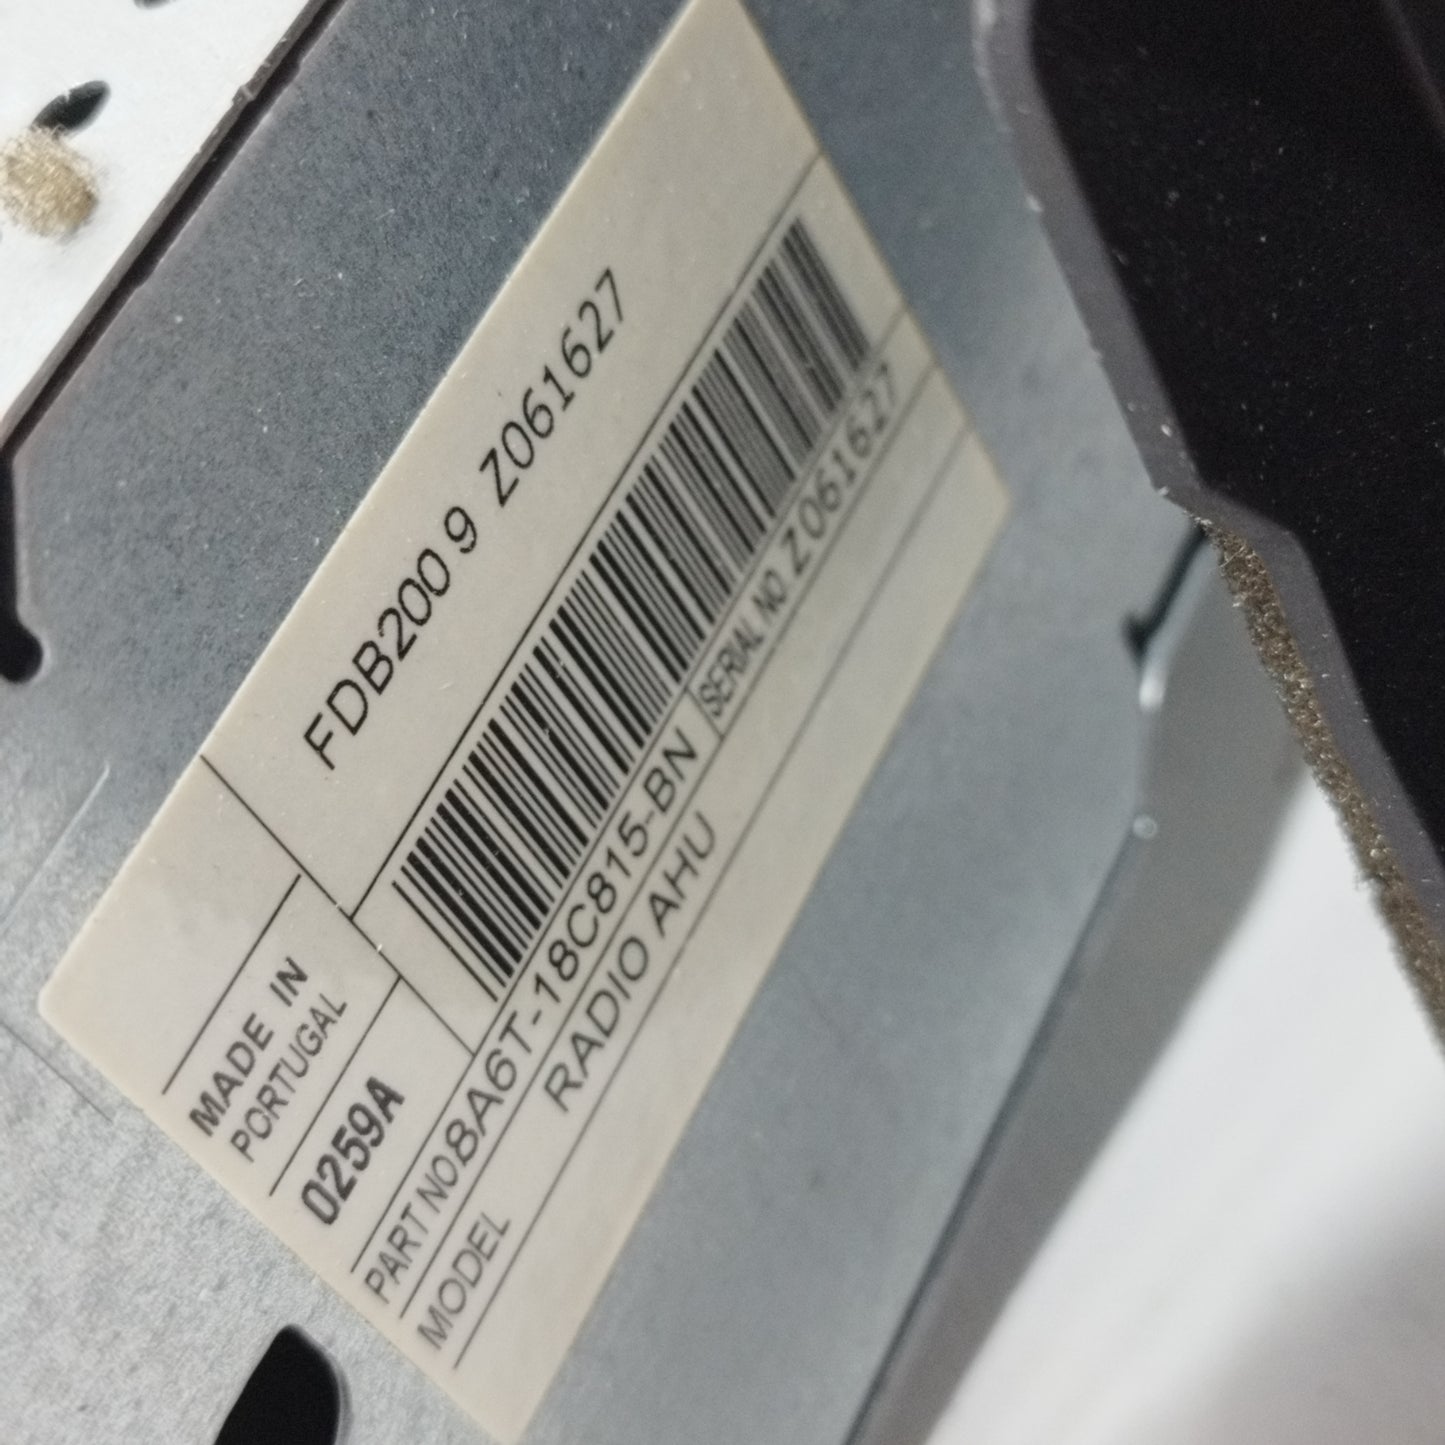 FDB200 9 Z061627
MADE IN
PORTUGAL
0259A
PART NO 8A6T-18C815-BN SERIAL NO Z061627
MODEL RADIO AHU